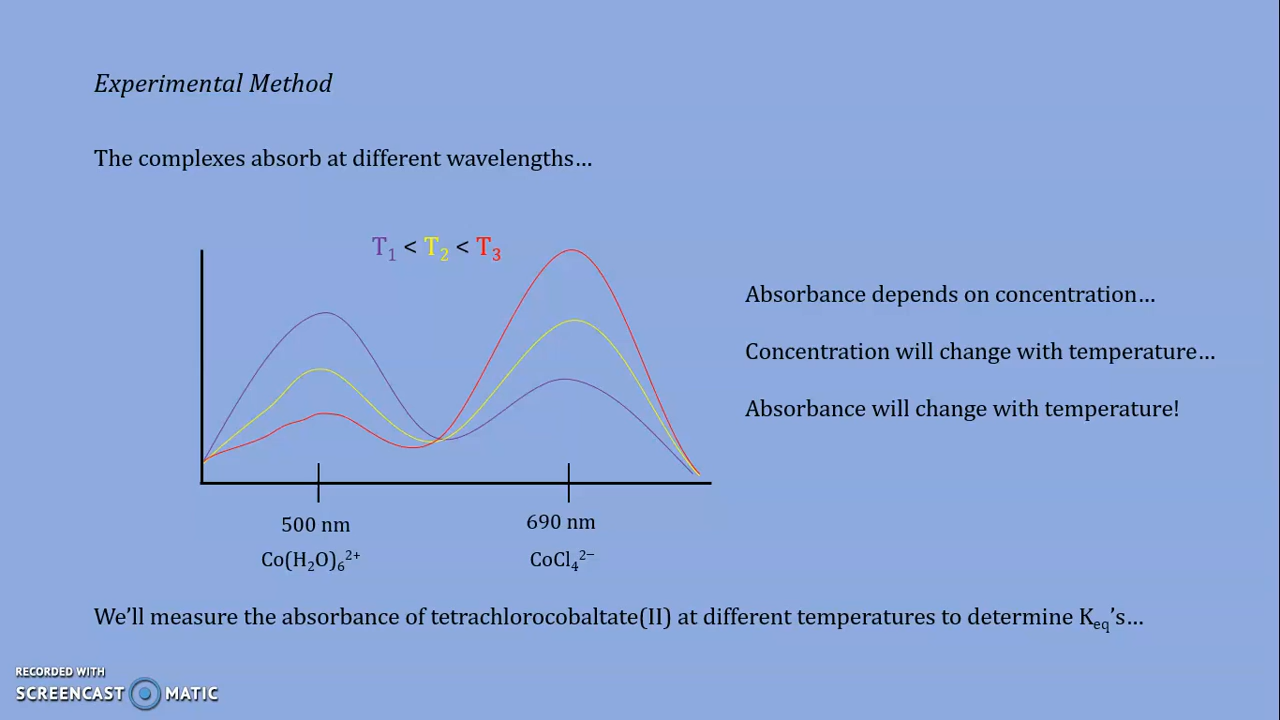 Experimental Method
The complexes absorb at different wavelengths…
T₁ < T₂ < T₃
Absorbance depends on concentration…
Concentration will change with temperature…
Absorbance will change with temperature!
500 nm
690 nm
Co(H₂O)₆²⁺
CoCl₄²⁻
We’ll measure the absorbance of tetrachlorocobaltate(II) at different temperatures to determine Keq’s…
RECORDED WITH
SCREENCAST MATIC